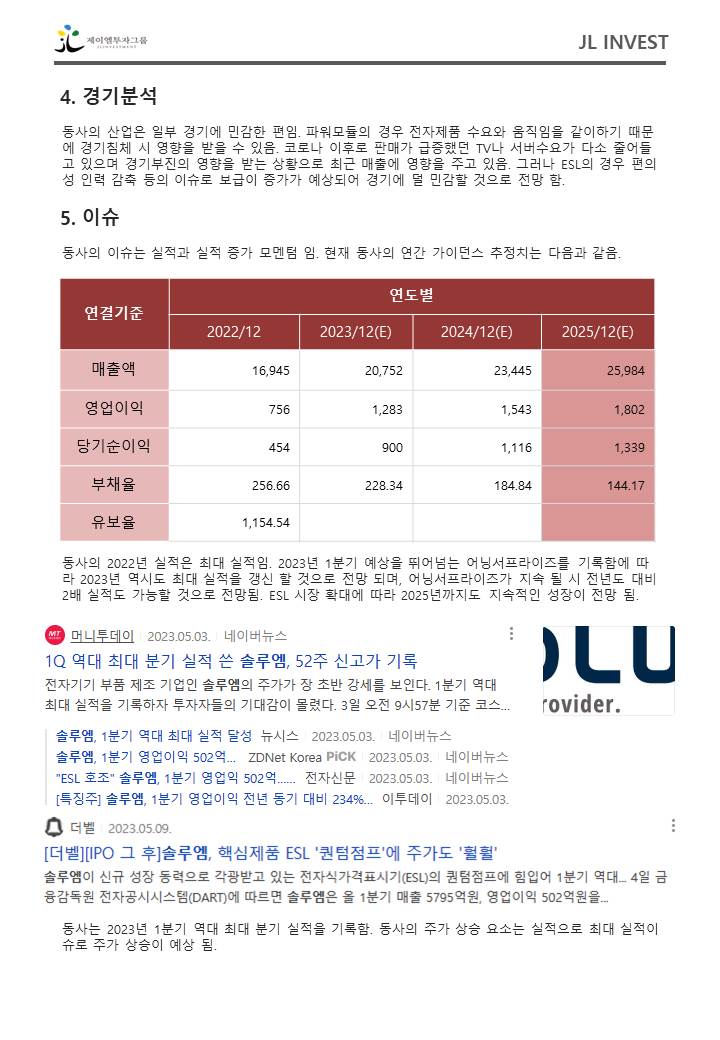 제이엘투자그룹
JL INVESTMENT
JL INVEST
4. 경기분석
동사의 산업은 일부 경기에 민감한 편임. 파워모듈의 경우 전자제품 수요와 움직임을 같이하기 때문
에 경기침체 시 영향을 받을 수 있음. 코로나 이후로 판매가 급증했던 TV나 서버수요가 다소 줄어들
고 있으며 경기부진의 영향을 받는 상황으로 최근 매출에 영향을 주고 있음. 그러나 ESL의 경우 편의
성 인력 감축 등의 이슈로 보급이 증가가 예상되어 경기에 덜 민감할 것으로 전망 함.
5. 이슈
동사의 이슈는 실적과 실적 증가 모멘텀 임. 현재 동사의 연간 가이던스 추정치는 다음과 같음.
연결기준 연도별
2022/12 2023/12(E) 2024/12(E) 2025/12(E)
매출액 16,945 20,752 23,445 25,984
영업이익 756 1,283 1,543 1,802
당기순이익 454 900 1,116 1,339
부채율 256.66 228.34 184.84 144.17
유보율 1,154.54
동사의 2022년 실적은 최대 실적임. 2023년 1분기 예상을 뛰어넘는 어닝서프라이즈를 기록함에 따
라 2023년 역시도 최대 실적을 갱신 할 것으로 전망 되며, 어닝서프라이즈가 지속 될 시 전년도 대비
2배 실적도 가능할 것으로 전망됨. ESL 시장 확대에 따라 2025년까지도 지속적인 성장이 전망 됨.
MT 머니투데이 2023.05.03. 네이버뉴스
1Q 역대 최대 분기 실적 쓴 솔루엠, 52주 신고가 기록
전자기기 부품 제조 기업인 솔루엠의 주가가 장 초반 강세를 보인다. 1분기 역대
최대 실적을 기록하자 투자자들의 기대감이 몰렸다. 3일 오전 9시57분 기준 코스...
OLU
rovider.
솔루엠, 1분기 역대 최대 실적 달성 뉴시스 2023.05.03. 네이버뉴스
솔루엠, 1분기 영업이익 502억... ZDNet Korea PiCK 2023.05.03. 네이버뉴스
"ESL 호조" 솔루엠, 1분기 영업익 502억...... 전자신문 2023.05.03. 네이버뉴스
[특징주] 솔루엠, 1분기 영업이익 전년 동기 대비 234%... 이투데이 2023.05.03.
더벨 2023.05.09.
[더벨][IPO 그 후]솔루엠, 핵심제품 ESL '퀀텀점프'에 주가도 '훨훨'
솔루엠이 신규 성장 동력으로 각광받고 있는 전자식가격표시기(ESL)의 퀀텀점프에 힘입어 1분기 역대... 4일 금
융감독원 전자공시시스템(DART)에 따르면 솔루엠은 올 1분기 매출 5795억원, 영업이익 502억원을...
동사는 2023년 1분기 역대 최대 분기 실적을 기록함. 동사의 주가 상승 요소는 실적으로 최대 실적이
슈로 주가 상승이 예상 됨.